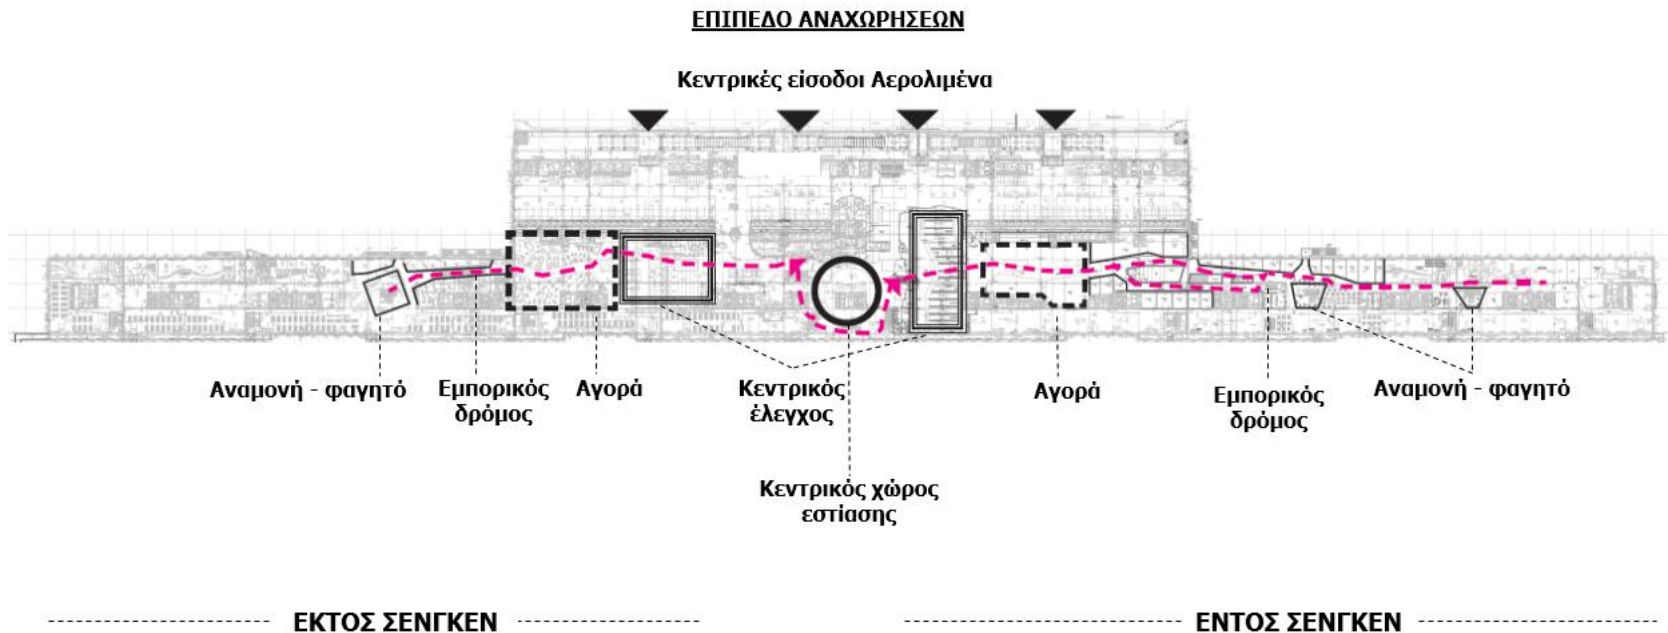 ΕΠΙΠΕΔΟ ΑΝΑΧΩΡΗΣΕΩΝ
Κεντρικές είσοδοι Αερολιμένα
Αναμονή - φαγητό
Εμπορικός
δρόμος
Αγορά
Κεντρικός
έλεγχος
Αγορά
Εμπορικός
δρόμος
Αναμονή - φαγητό
Κεντρικός χώρος
εστίασης
ΕΚΤΟΣ ΣΕΝΓΚΕΝ
ΕΝΤΟΣ ΣΕΝΓΚΕΝ